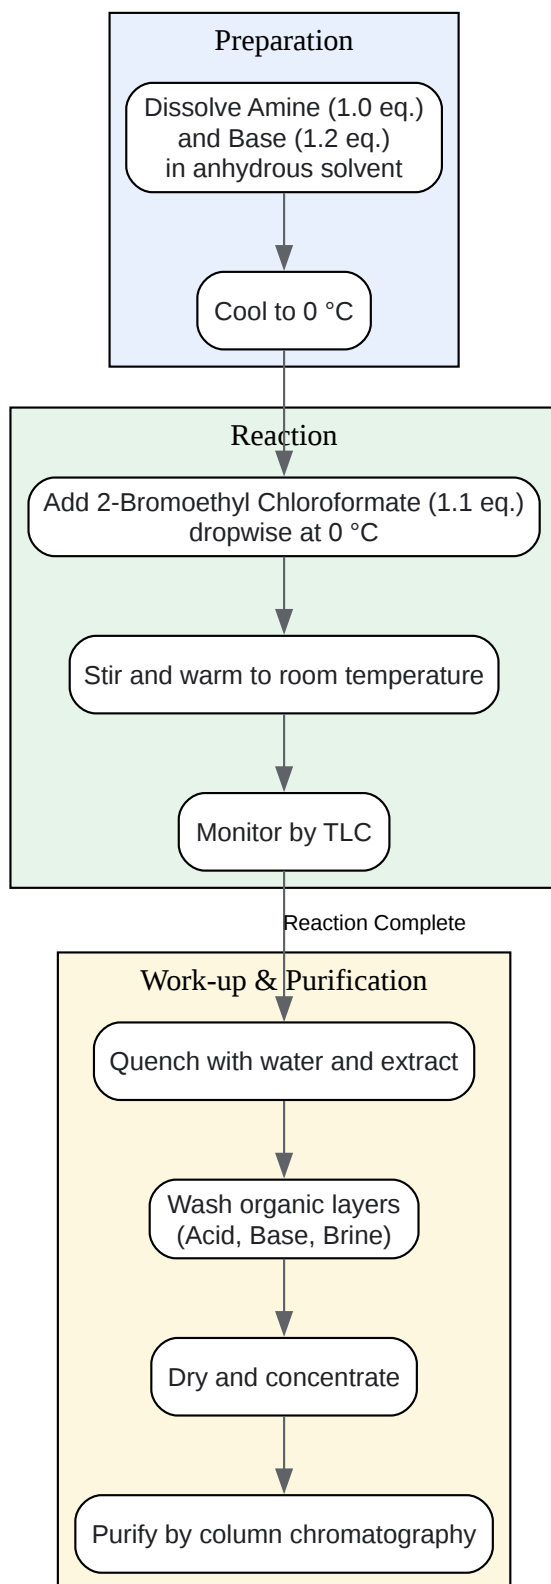 Preparation
Dissolve Amine (1.0 eq.)
and Base (1.2 eq.)
in anhydrous solvent
Cool to 0 °C
Reaction
Add 2-Bromoethyl Chloroformate (1.1 eq.)
dropwise at 0 °C
Stir and warm to room temperature
Monitor by TLC
Reaction Complete
Work-up & Purification
Quench with water and extract
Wash organic layers
(Acid, Base, Brine)
Dry and concentrate
Purify by column chromatography